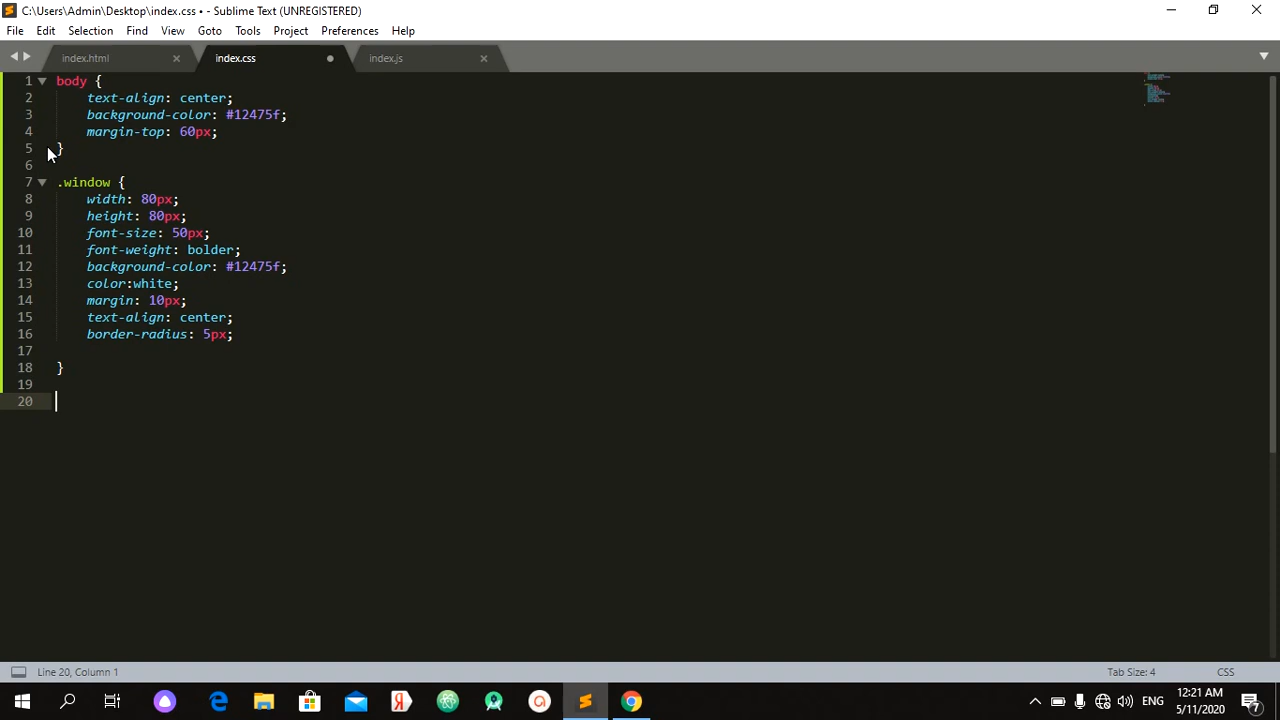 C:\Users\Admin\Desktop\index.css • - Sublime Text (UNREGISTERED)
File Edit Selection Find View Goto Tools Project Preferences Help
index.html index.css index.js
1 body {
2 text-align: center;
3 background-color: #12475f;
4 margin-top: 60px;
5 }
6
7 .window {
8 width: 80px;
9 height: 80px;
10 font-size: 50px;
11 font-weight: bolder;
12 background-color: #12475f;
13 color:white;
14 margin: 10px;
15 text-align: center;
16 border-radius: 5px;
17
18 }
19
20
Line 20, Column 1 Tab Size: 4 CSS
ENG 12:21 AM 7
5/11/2020